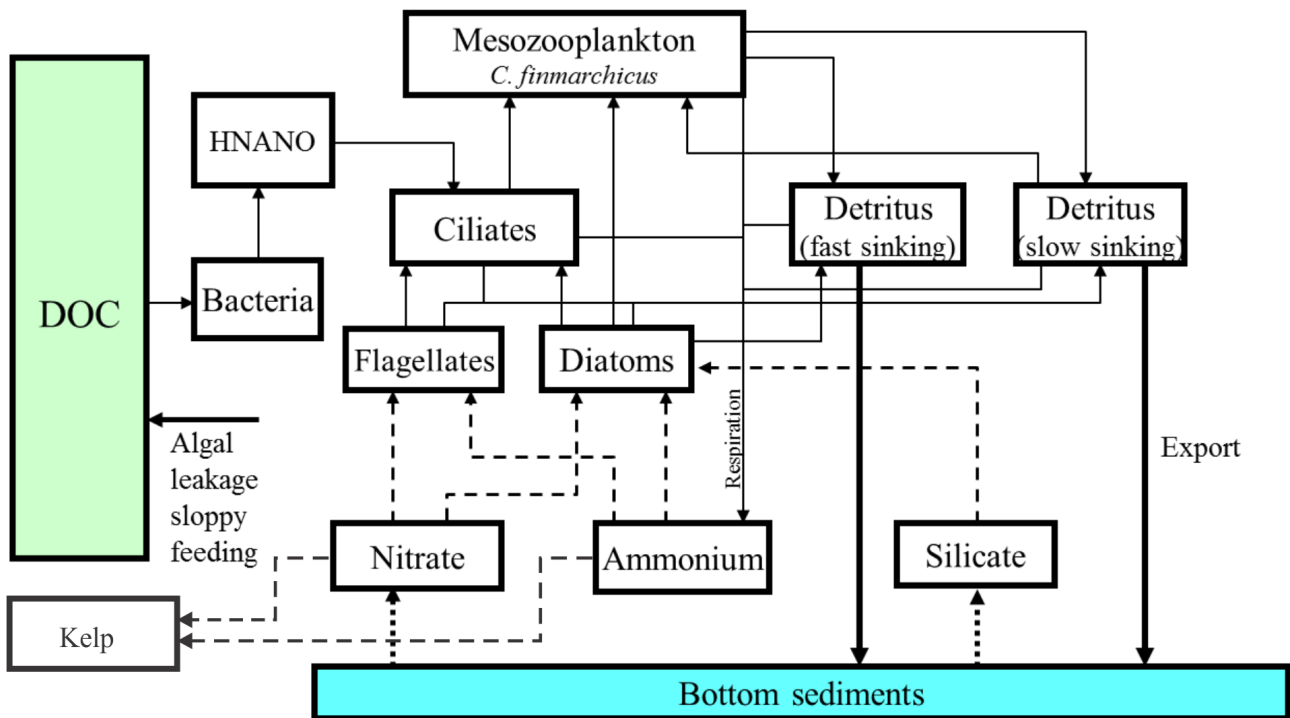 Mesozooplankton
C. finmarchicus
HNANO
Ciliates
Detritus
(fast sinking)
Detritus
(slow sinking)
DOC
Bacteria
Flagellates
Diatoms
Respiration
Export
Algal
leakage
sloppy
feeding
Nitrate
Ammonium
Silicate
Kelp
Bottom sediments